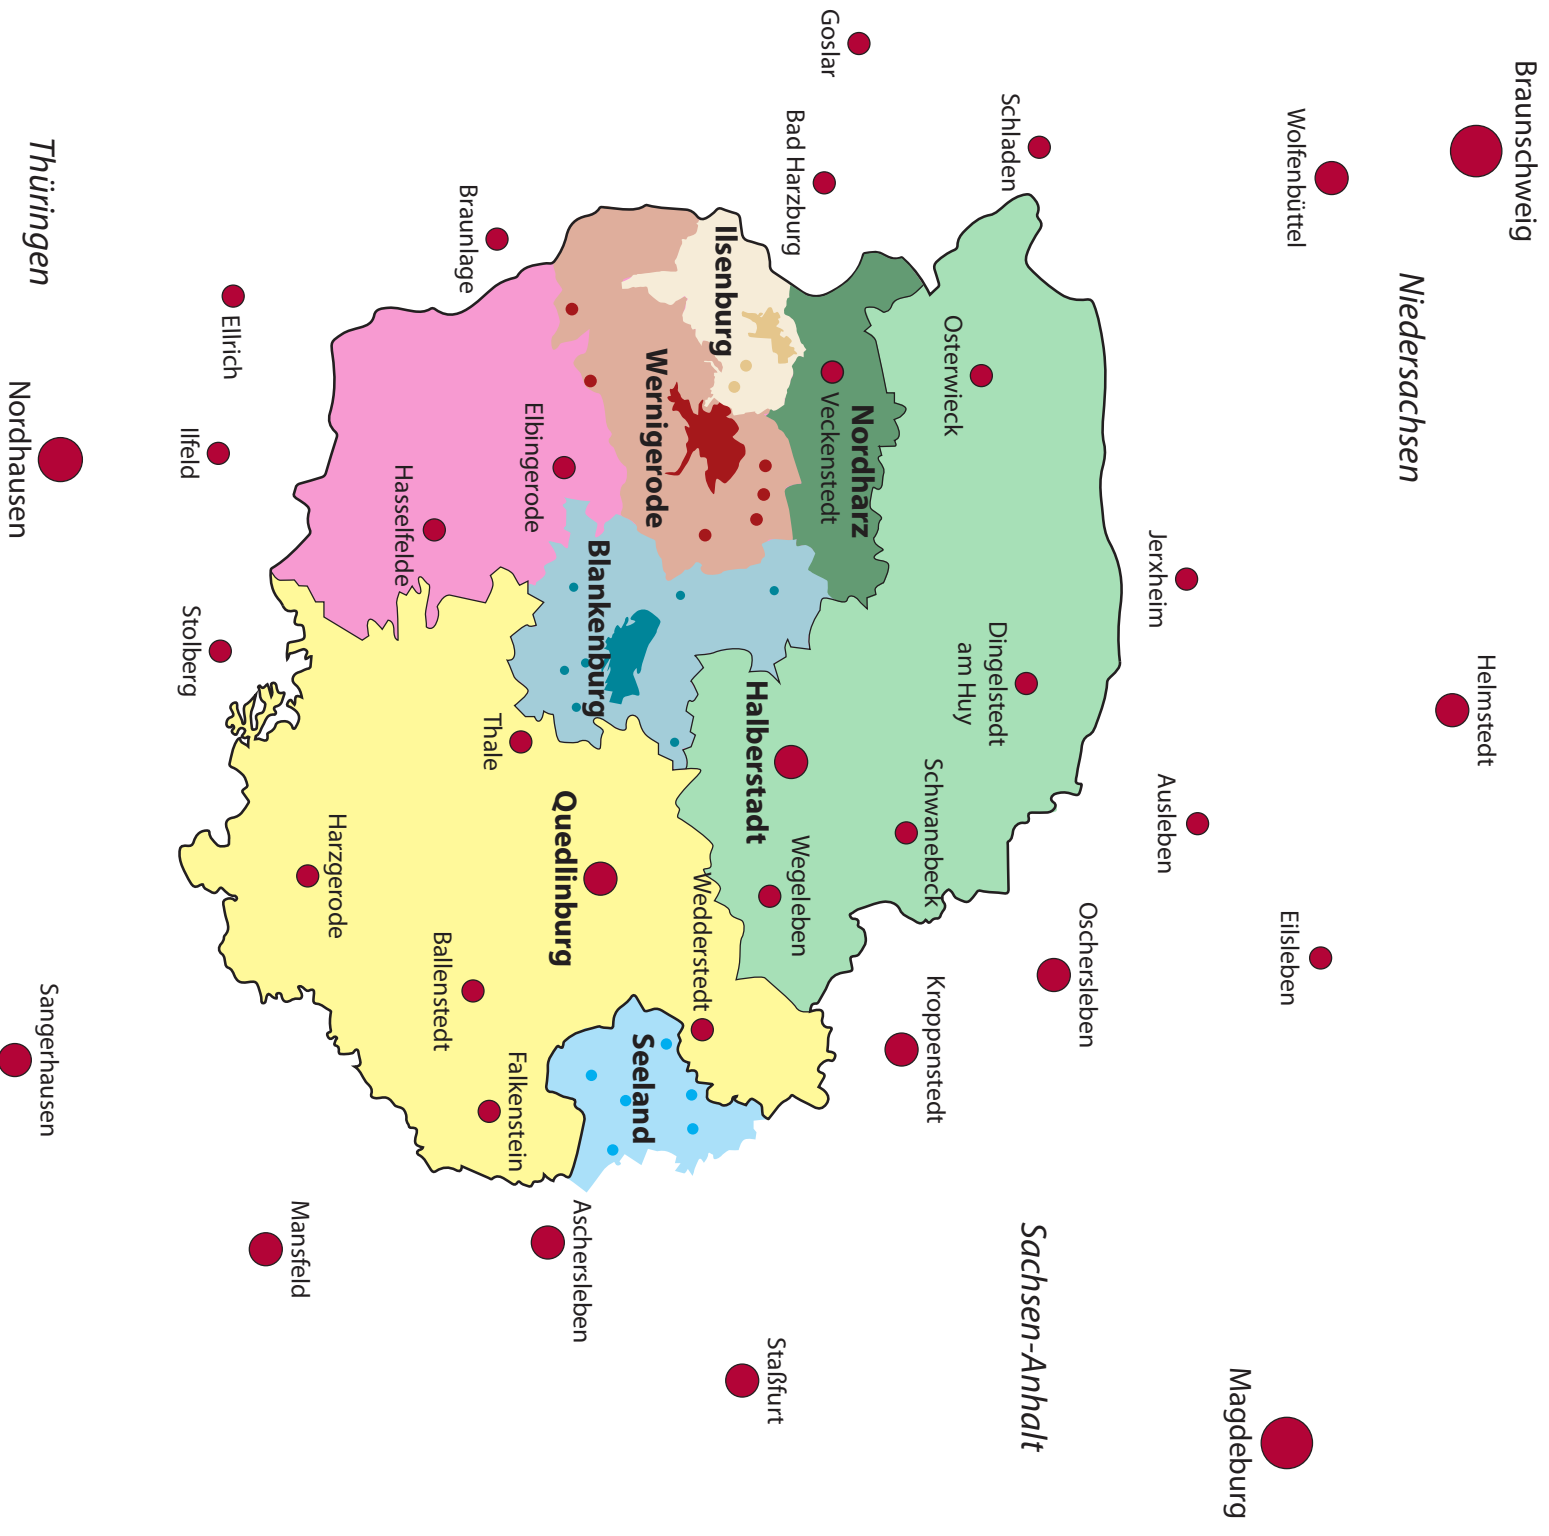 Braunschweig
Wolfenbüttel
Niedersachsen
Helmstedt
Eilsleben
Magdeburg
Schladen
Jerxheim
Ausleben
Oschersleben
Sachsen-Anhalt
Goslar
Bad Harzburg
Osterwieck
Dingelstedt
am Huy
Schwanebeck
Kroppenstedt
Nordharz
Veckenstedt
Halberstadt
Wegeleben
Staßfurt
Ilsenburg
Wernigerode
Blankenburg
Wedderstedt
Seeland
Quedlinburg
Aschersleben
Braunlage
Elbingerode
Thale
Falkenstein
Hasselfelde
Ballenstedt
Harzgerode
Mansfeld
Ellrich
Ilfeld
Stolberg
Thüringen
Nordhausen
Sangerhausen